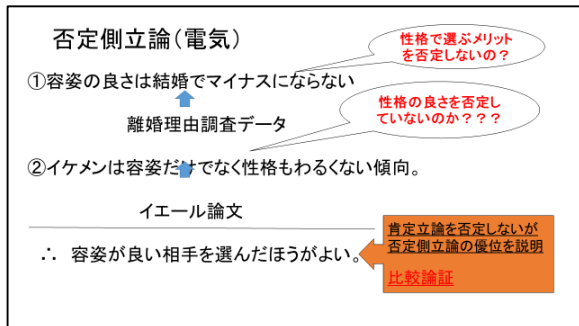 否定側立論(電気)
性格で選ぶメリット
を否定しないの?
①容姿の良さは結婚でマイナスにならない
離婚理由調査データ
性格の良さを否定し
ていないのか???
②イケメンは容姿だけでなく性格もわるくない傾向。
イエール論文
∴ 容姿が良い相手を選んだほうがよい。
肯定立論を否定しないが
否定側立論の優位を説明
比較論証